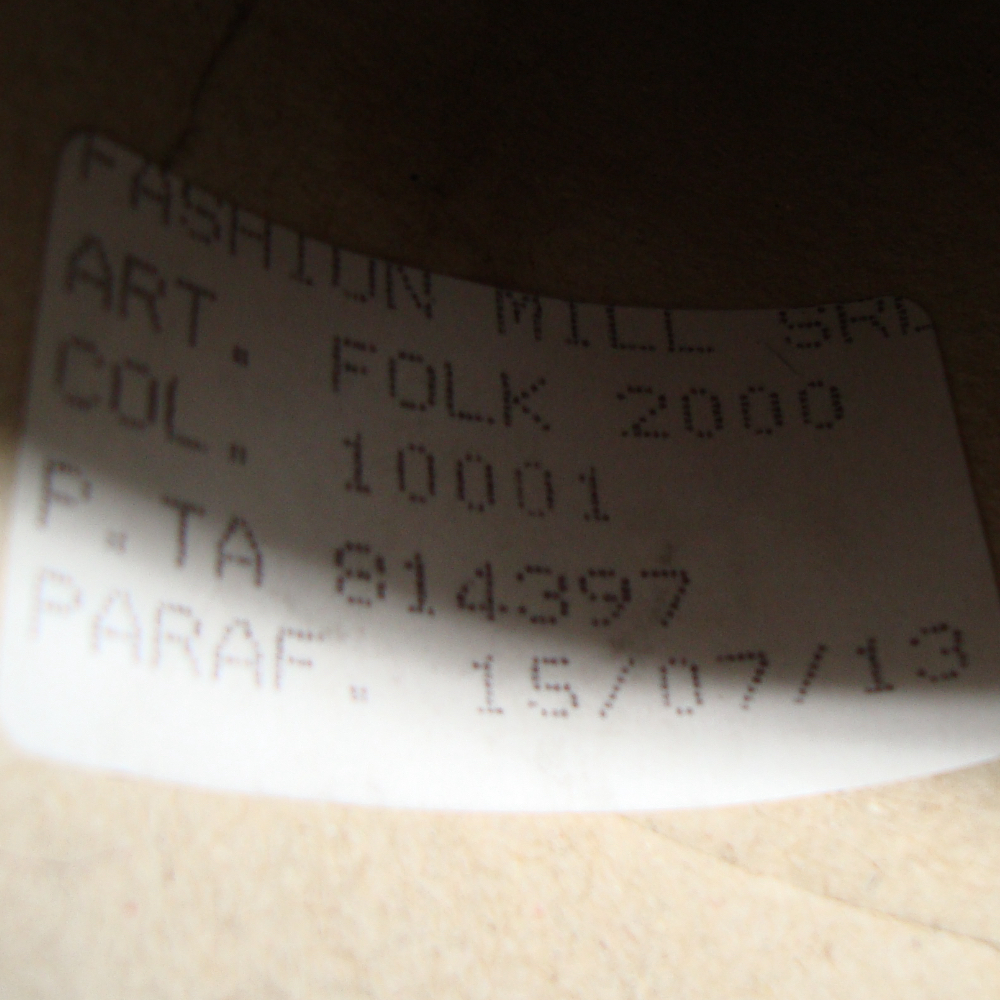 FASHION MILL SRL
ART. FOLK 2000
COL. 10001
P.TA 814397
PARAF. 15/07/13